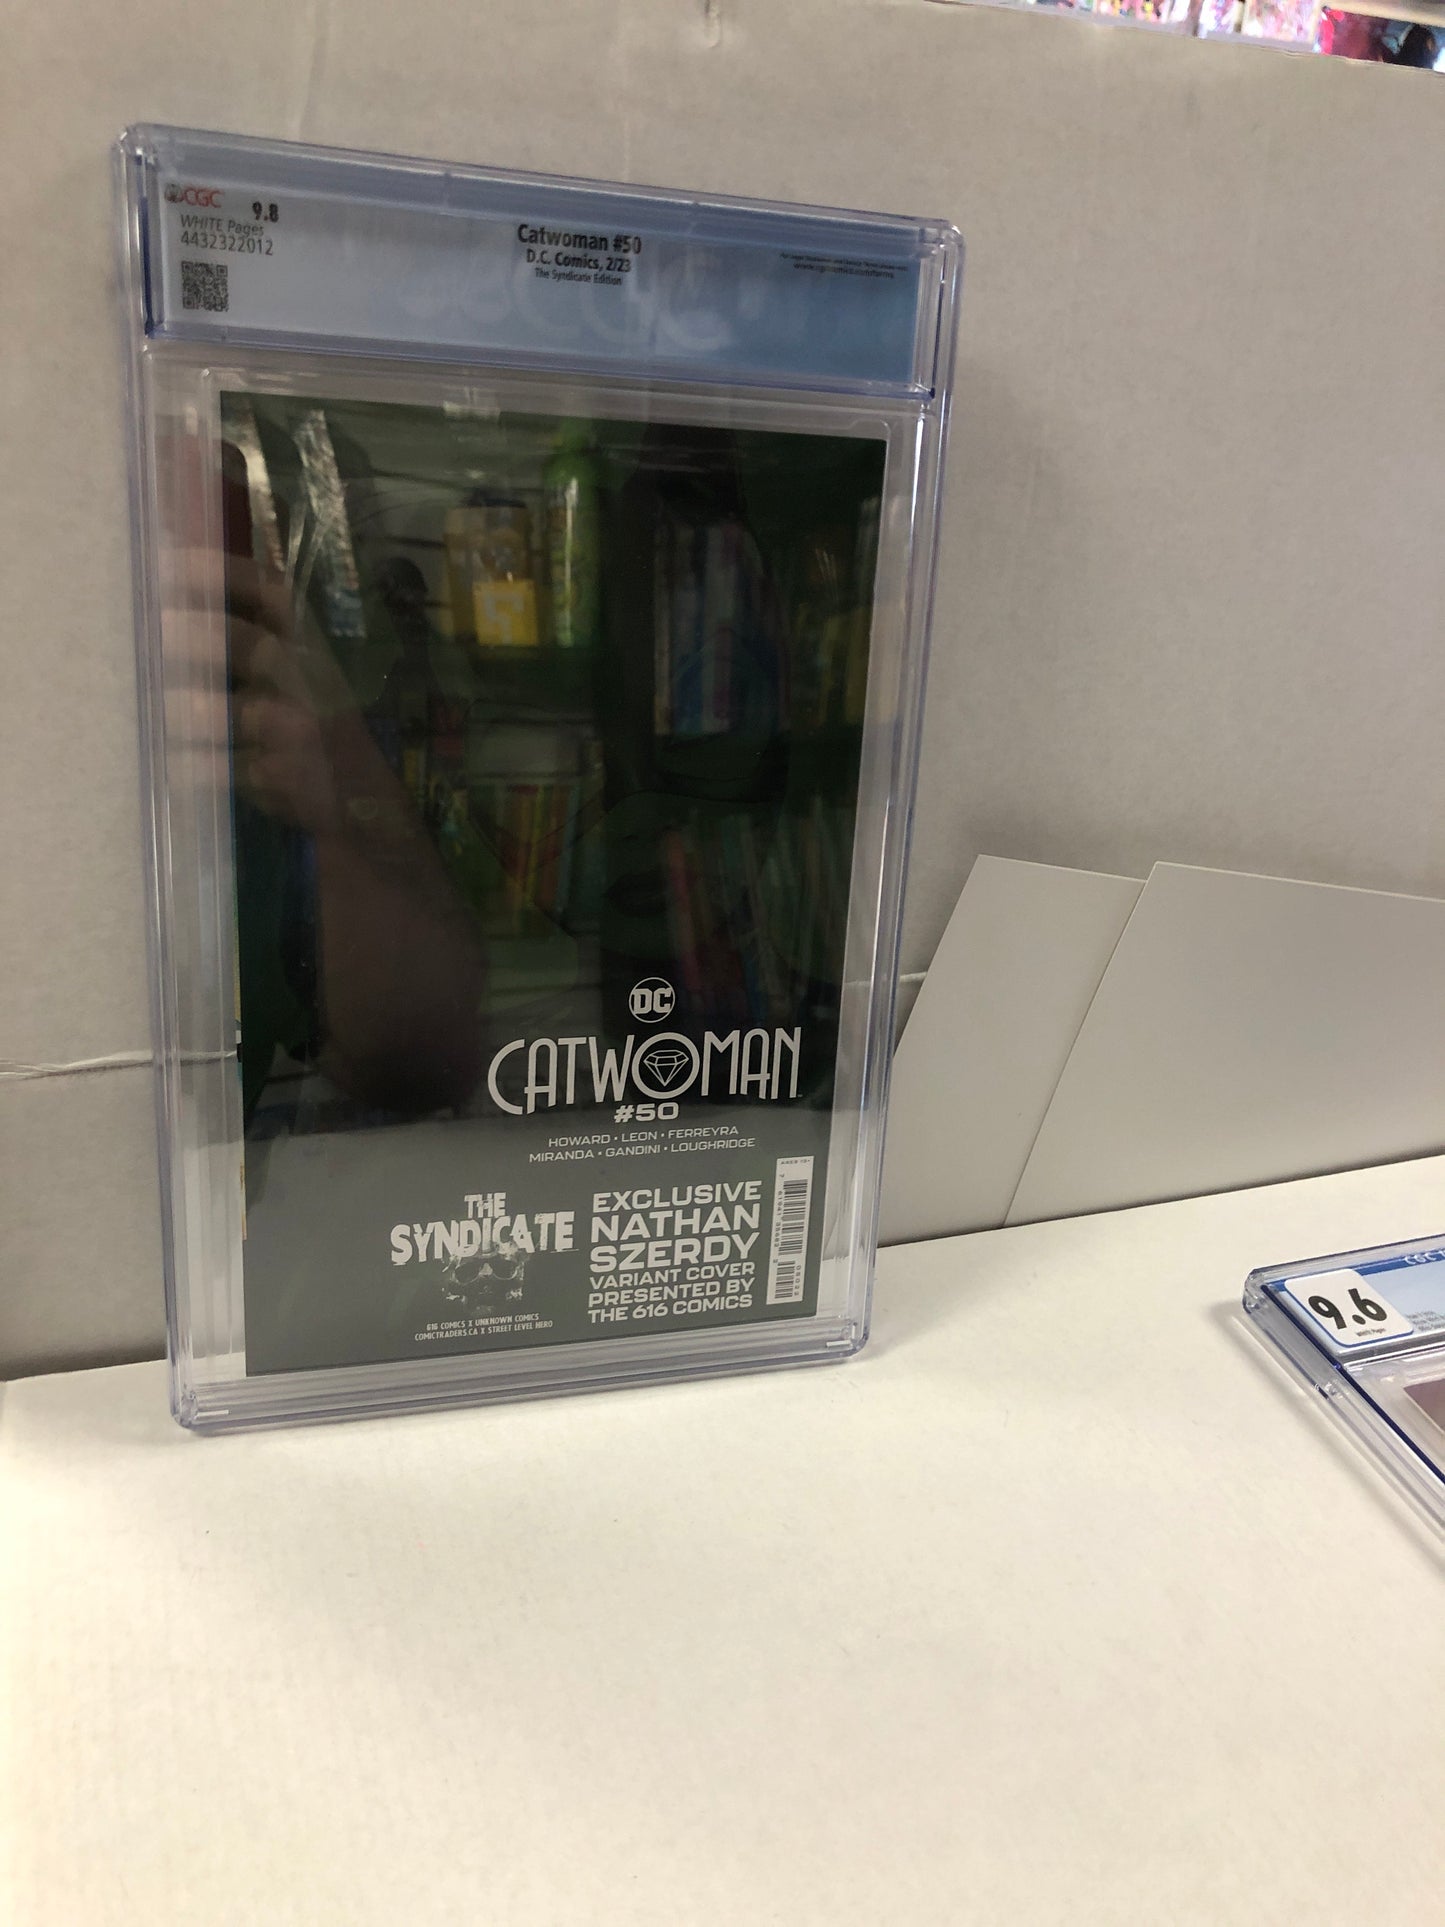 CGC 9.8
WHITE Pages
4432322012
Catwoman #50
D.C. Comics, 2/23
The Syndicate Edition
DC
CATWOMAN
#50
HOWARD • LEON • FERREYRA
MIRANDA • GANDINI • LOUGHRIDGE
THE
SYNDICATE
616 COMICS X UNKNOWN COMICS
COMICTRADERS.CA X STREET LEVEL HERO
EXCLUSIVE
NATHAN
SZERDY
VARIANT COVER
PRESENTED BY
THE 616 COMICS
9.6
WHITE Pages